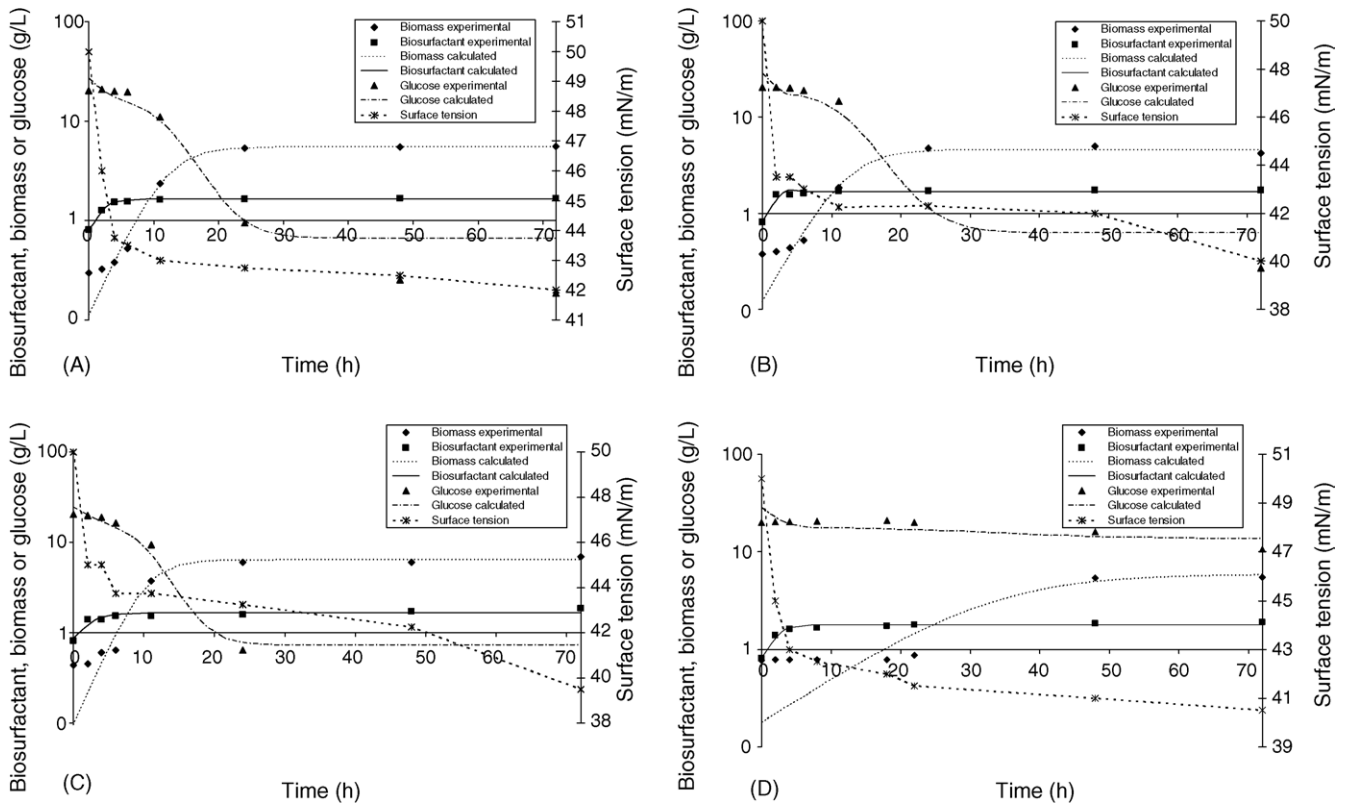 Biosurfactant, biomass or glucose (g/L)
100
10
1
0
0 10 20 30 40 50 60 70
Biomass experimental
Biosurfactant experimental
Biomass calculated
Biosurfactant calculated
Glucose experimental
Glucose calculated
Surface tension
51
50
49
48
47
46
45
44
43
42
41
Surface tension (mN/m)
(A)
Time (h)
Biosurfactant, biomass or glucose (g/L)
100
10
1
0
0 10 20 30 40 50 60 70
Biomass experimental
Biosurfactant experimental
Biomass calculated
Biosurfactant calculated
Glucose experimental
Glucose calculated
Surface tension
50
48
46
44
42
40
38
Surface tension (mN/m)
(B)
Time (h)
Biosurfactant, biomass or glucose (g/L)
100
10
1
0
0 10 20 30 40 50 60 70
Biomass experimental
Biosurfactant experimental
Biomass calculated
Biosurfactant calculated
Glucose experimental
Glucose calculated
Surface tension
50
48
46
44
42
40
38
Surface tension (mN/m)
(C)
Time (h)
Biosurfactant, biomass or glucose (g/L)
100
10
1
0
0 10 20 30 40 50 60 70
Biomass experimental
Biosurfactant experimental
Biomass calculated
Biosurfactant calculated
Glucose experimental
Glucose calculated
Surface tension
51
49
47
45
43
41
39
Surface tension (mN/m)
(D)
Time (h)